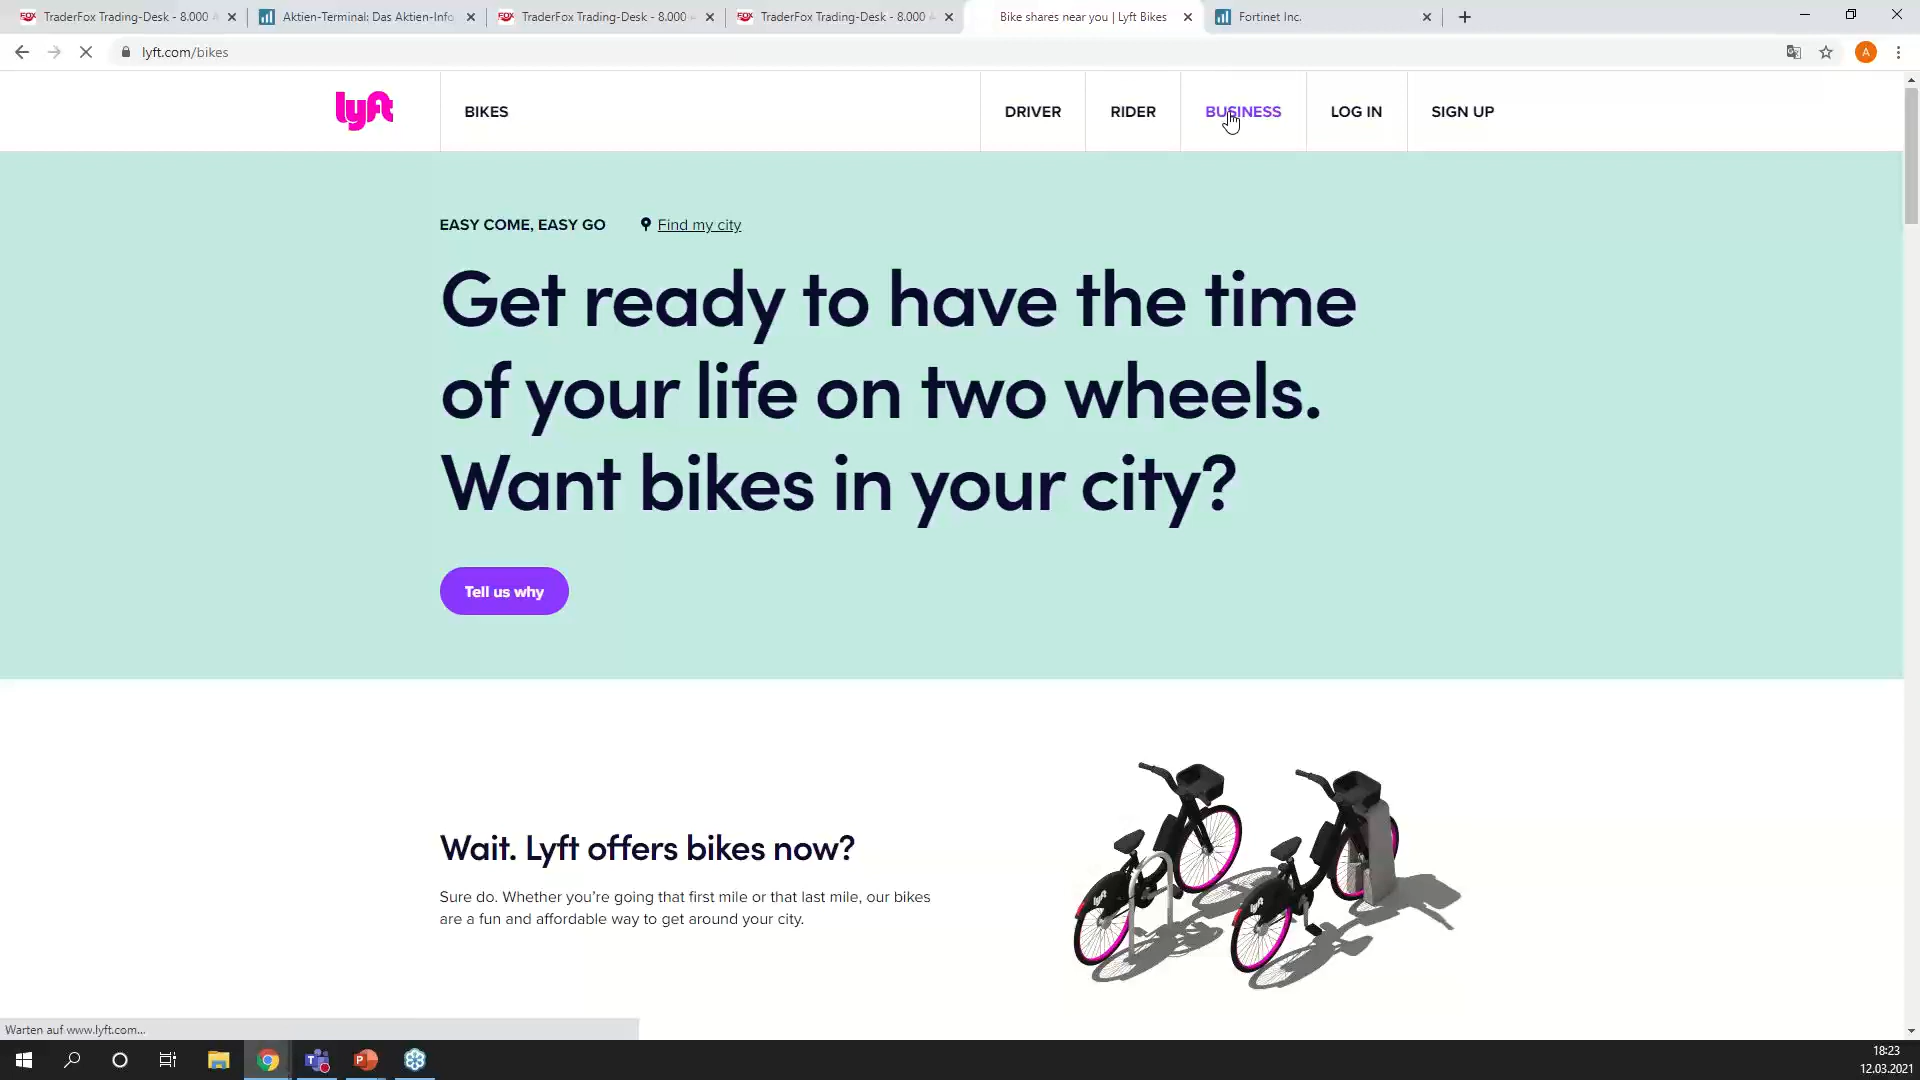 TraderFox Trading-Desk - 8.000
Aktien-Terminal: Das Aktien-Info
TraderFox Trading-Desk - 8.000
TraderFox Trading-Desk - 8.000
Bike shares near you | Lyft Bikes
Fortinet Inc.
lyft.com/bikes
A
lyft
BIKES
DRIVER
RIDER
BUSINESS
LOG IN
SIGN UP
EASY COME, EASY GO
Find my city
Get ready to have the time
of your life on two wheels.
Want bikes in your city?
Tell us why
Wait. Lyft offers bikes now?
Sure do. Whether you’re going that first mile or that last mile, our bikes
are a fun and affordable way to get around your city.
Warten auf www.lyft.com...
18:23
12.03.2021